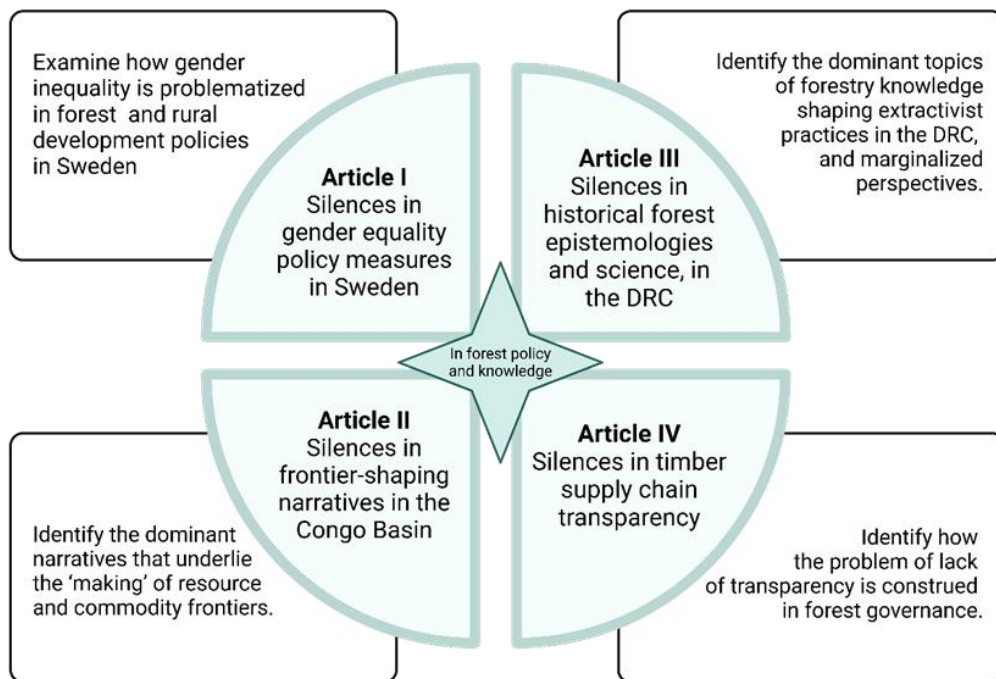 Examine how gender
inequality is problematized
in forest and rural
development policies
in Sweden
Article I
Silences in
gender equality
policy measures
in Sweden
Identify the dominant topics
of forestry knowledge
shaping extractivist
practices in the DRC,
and marginalized
perspectives.
Article III
Silences in
historical forest
epistemologies
and science, in
the DRC
In forest policy
and knowledge
Article II
Silences in
frontier-shaping
narratives in the
Congo Basin
Identify the dominant
narratives that underlie
the ‘making’ of resource
and commodity frontiers.
Article IV
Silences in timber
supply chain
transparency
Identify how
the problem of lack
of transparency is construed
in forest governance.